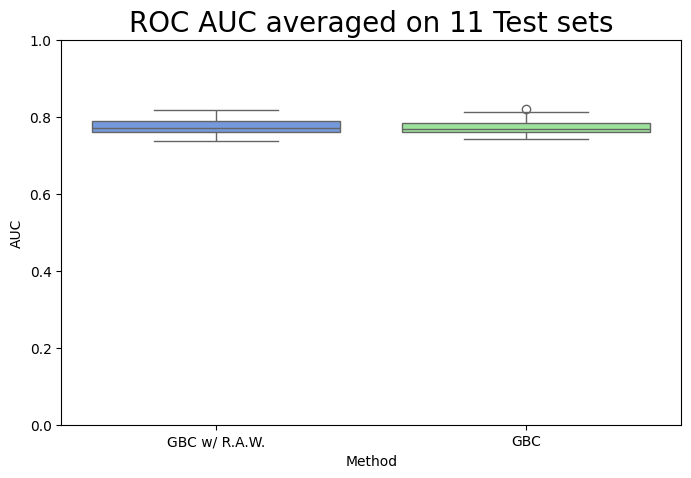 ROC AUC averaged on 11 Test sets
1.0
0.8
0.6
0.4
0.2
0.0
AUC
GBC w/ R.A.W.
GBC
Method